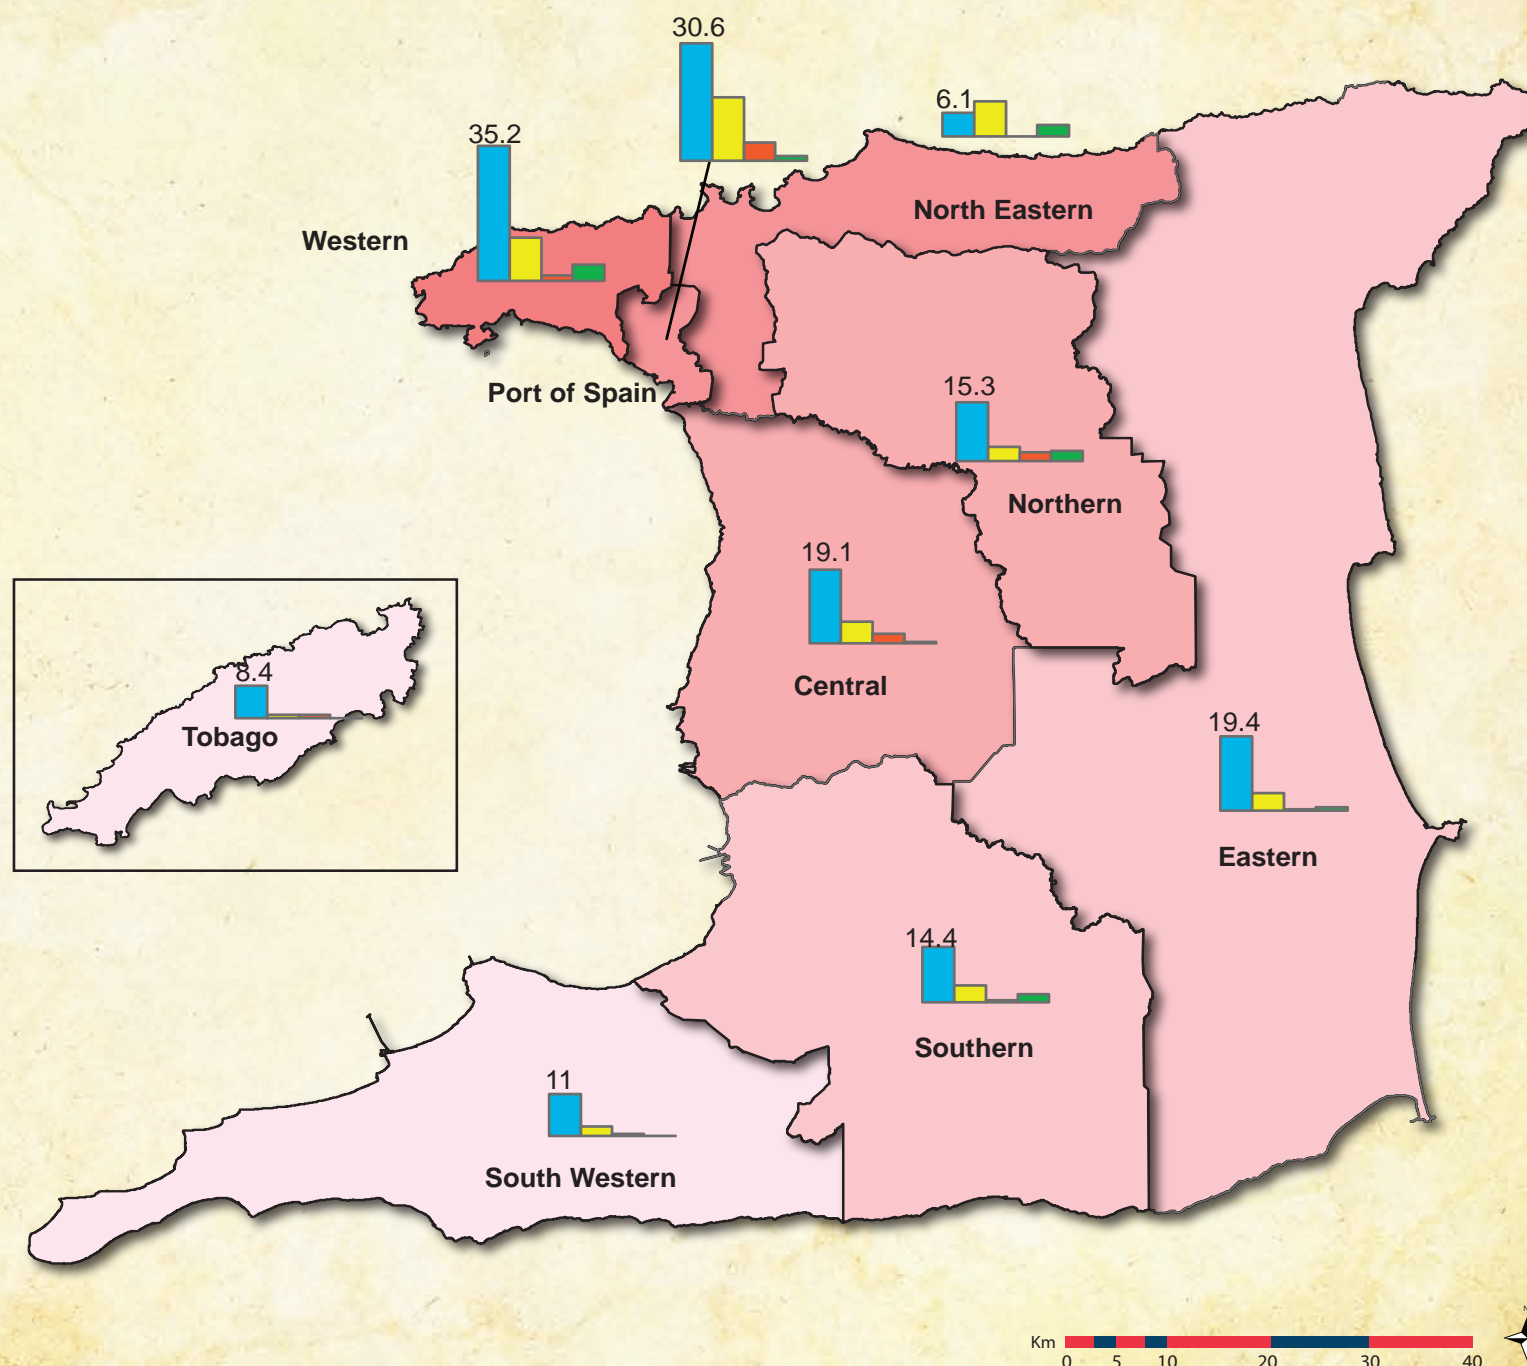 30.6
6.1
35.2
North Eastern
Western
Port of Spain
15.3
Northern
19.1
Central
8.4
Tobago
19.4
Eastern
14.4
Southern
11
South Western
Km
0 5 10 20 30 40
N